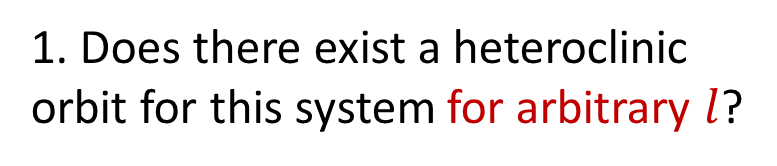 1. Does there exist a heteroclinic
orbit for this system for arbitrary 𝑙?